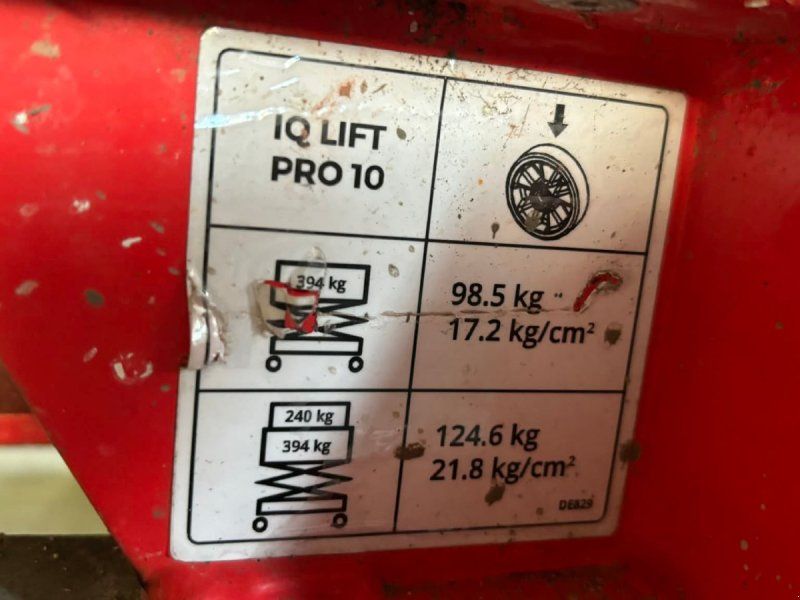 IQ LIFT
PRO 10
394 kg
98.5 kg
17.2 kg/cm²
240 kg
394 kg
124.6 kg
21.8 kg/cm²
DE829